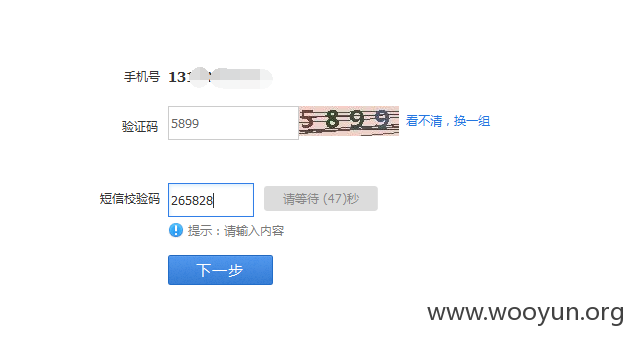 手机号 131
验证码 5899 5899 看不清，换一组
短信校验码 265828 请等待 (47)秒
提示：请输入内容
下一步
www.wooyun.org